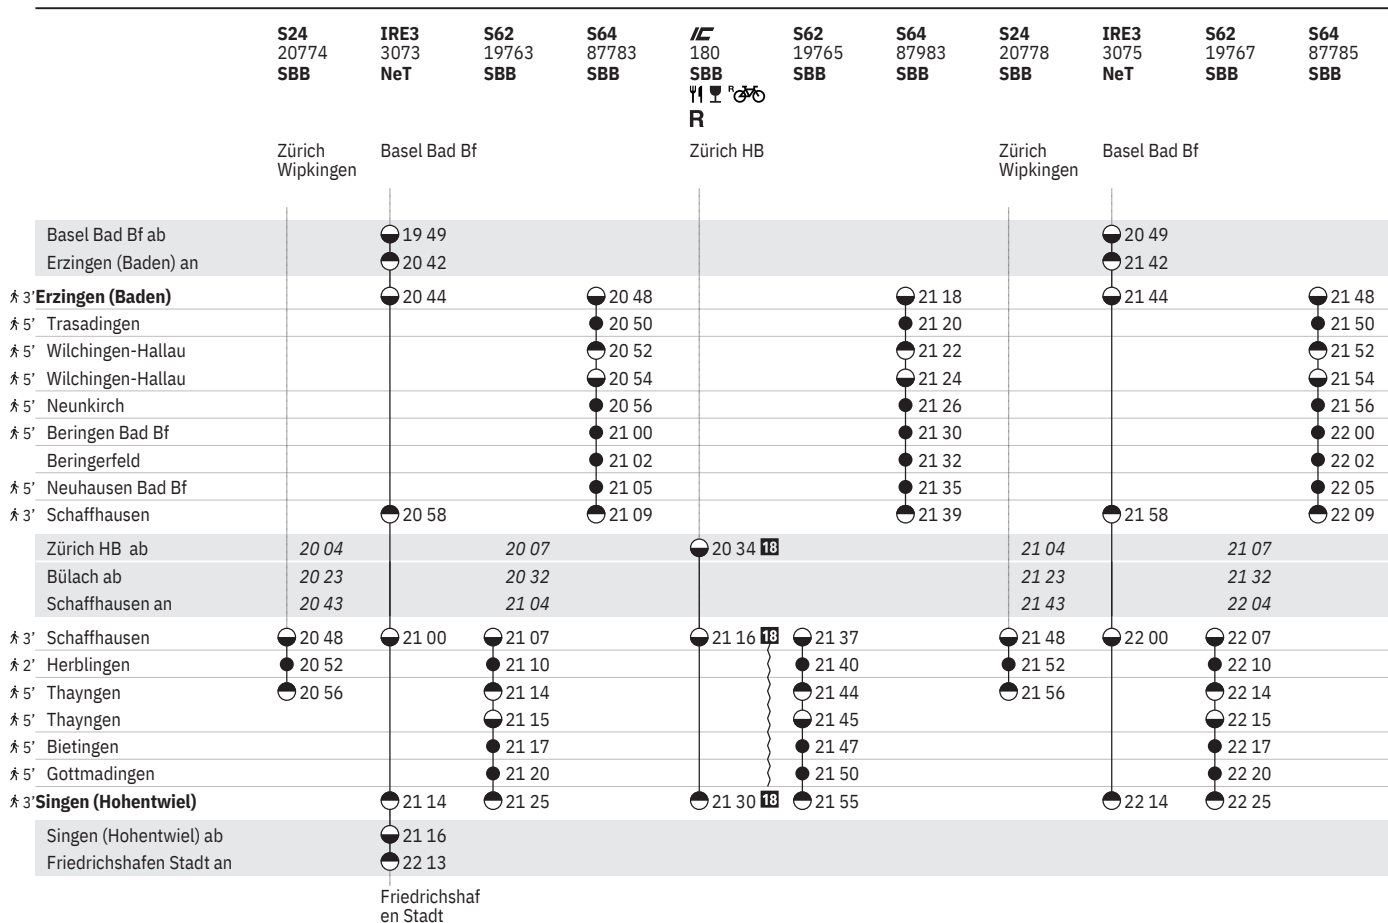 S24 IRE3 S62 S64 IC S62 S64 S24 IRE3 S62 S64
20774 3073 19763 87783 180 19765 87983 20778 3075 19767 87785
SBB NeT SBB SBB SBB SBB SBB SBB NeT SBB SBB
R
R
Zürich Basel Bad Bf Zürich HB Zürich Basel Bad Bf
Wipkingen Wipkingen
Basel Bad Bf ab 19 49 20 49
Erzingen (Baden) an 20 42 21 42
3’ Erzingen (Baden) 20 44 20 48 21 18 21 44 21 48
5’ Trasadingen 20 50 21 20 21 50
5’ Wilchingen-Hallau 20 52 21 22 21 52
5’ Wilchingen-Hallau 20 54 21 24 21 54
5’ Neunkirch 20 56 21 26 21 56
5’ Beringen Bad Bf 21 00 21 30 22 00
Beringerfeld 21 02 21 32 22 02
5’ Neuhausen Bad Bf 21 05 21 35 22 05
3’ Schaffhausen 20 58 21 09 21 39 21 58 22 09
Zürich HB ab 20 04 20 07 20 34 18 21 04 21 07
Bülach ab 20 23 20 32 21 23 21 32
Schaffhausen an 20 43 21 04 21 43 22 04
3’ Schaffhausen 20 48 21 00 21 07 21 16 18 21 37 21 48 22 00 22 07
2’ Herblingen 20 52 21 10 21 40 21 52 22 10
5’ Thayngen 20 56 21 14 21 44 21 56 22 14
5’ Thayngen 21 15 21 45 22 15
5’ Bietingen 21 17 21 47 22 17
5’ Gottmadingen 21 20 21 50 22 20
3’ Singen (Hohentwiel) 21 14 21 25 21 30 18 21 55 22 14 22 25
Singen (Hohentwiel) ab 21 16
Friedrichshafen Stadt an 22 13
Friedrichshaf
en Stadt